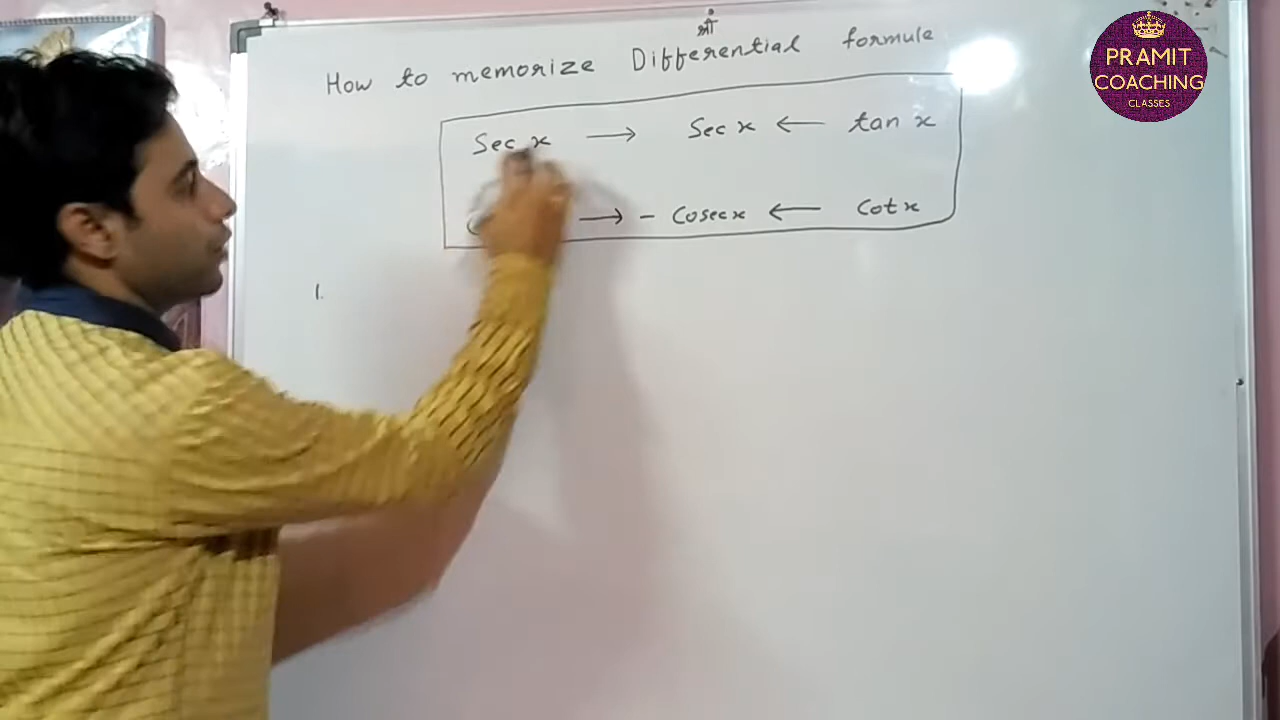 श्री
How to memorize Differential formule
Sec x → Sec x ← tan x
→ - Cosec x ← Cot x
1.
PRAMIT
COACHING
CLASSES